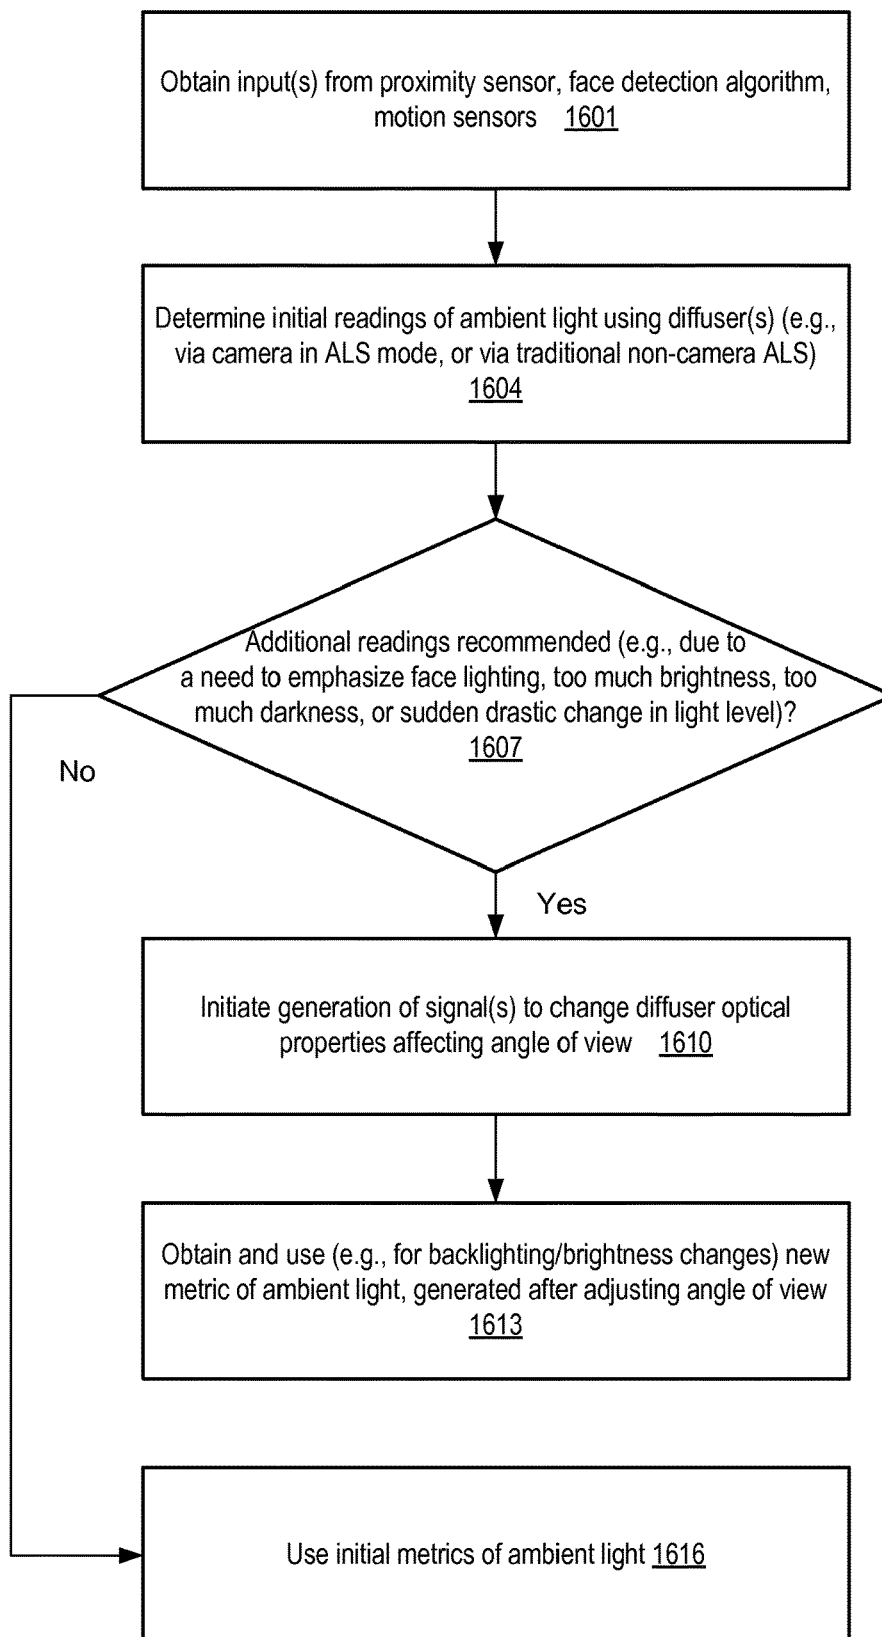 Obtain input(s) from proximity sensor, face detection algorithm,
motion sensors 1601
Determine initial readings of ambient light using diffuser(s) (e.g.,
via camera in ALS mode, or via traditional non-camera ALS)
1604
Additional readings recommended (e.g., due to
a need to emphasize face lighting, too much brightness, too
much darkness, or sudden drastic change in light level)?
1607
No
Yes
Initiate generation of signal(s) to change diffuser optical
properties affecting angle of view 1610
Obtain and use (e.g., for backlighting/brightness changes) new
metric of ambient light, generated after adjusting angle of view
1613
Use initial metrics of ambient light 1616